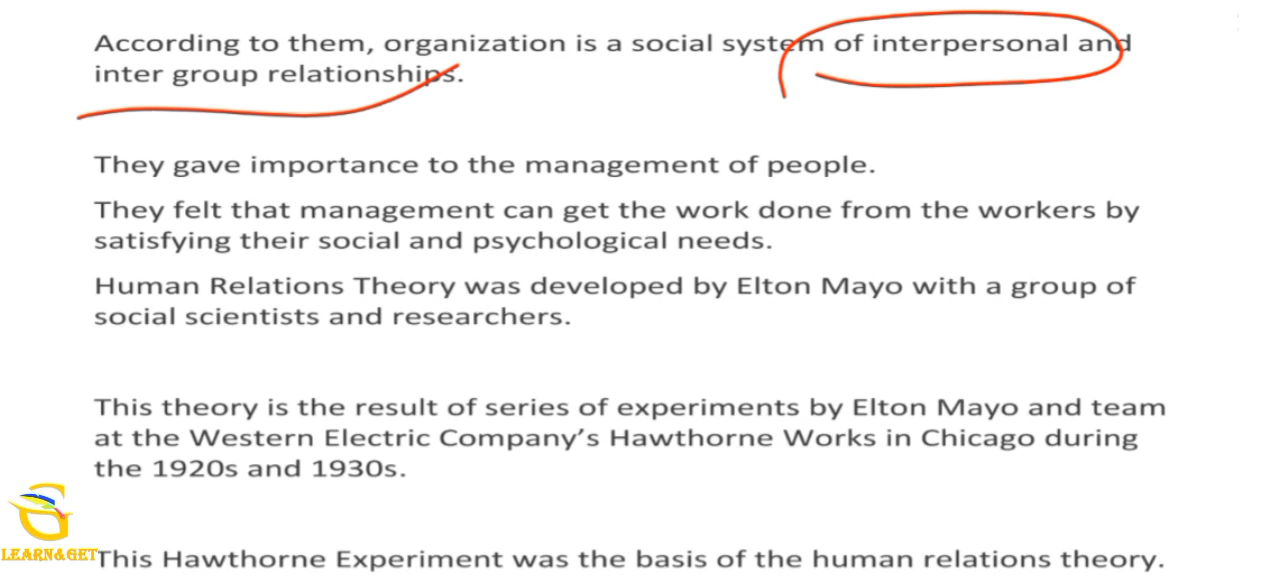 According to them, organization is a social system of interpersonal and
inter group relationships.
They gave importance to the management of people.
They felt that management can get the work done from the workers by
satisfying their social and psychological needs.
Human Relations Theory was developed by Elton Mayo with a group of
social scientists and researchers.
This theory is the result of series of experiments by Elton Mayo and team
at the Western Electric Company’s Hawthorne Works in Chicago during
the 1920s and 1930s.
LEARN&GET
This Hawthorne Experiment was the basis of the human relations theory.